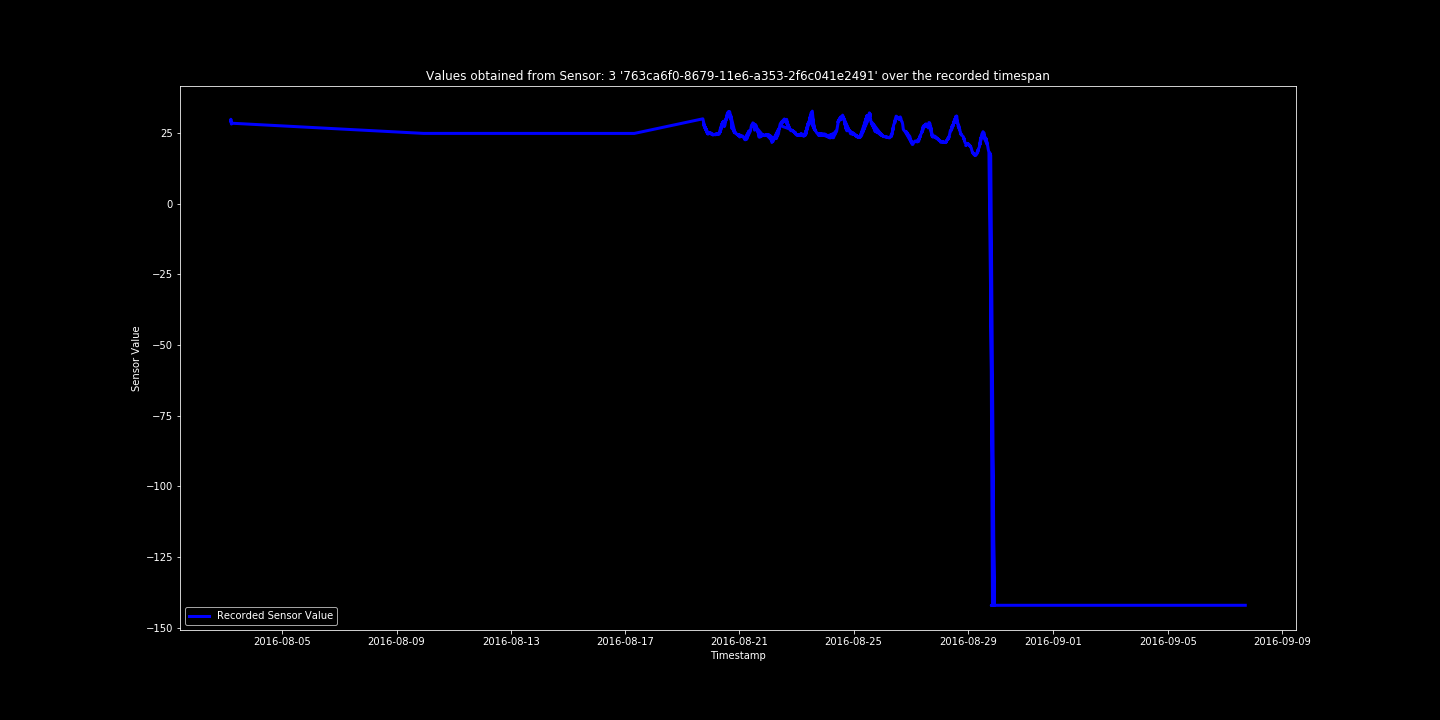 Values obtained from Sensor: 3 '763ca6f0-8679-11e6-a353-2f6c041e2491' over the recorded timespan
25
0
−25
−50
−75
−100
−125
−150
Sensor Value
Recorded Sensor Value
2016-08-05 2016-08-09 2016-08-13 2016-08-17 2016-08-21 2016-08-25 2016-08-29 2016-09-01 2016-09-05 2016-09-09
Timestamp